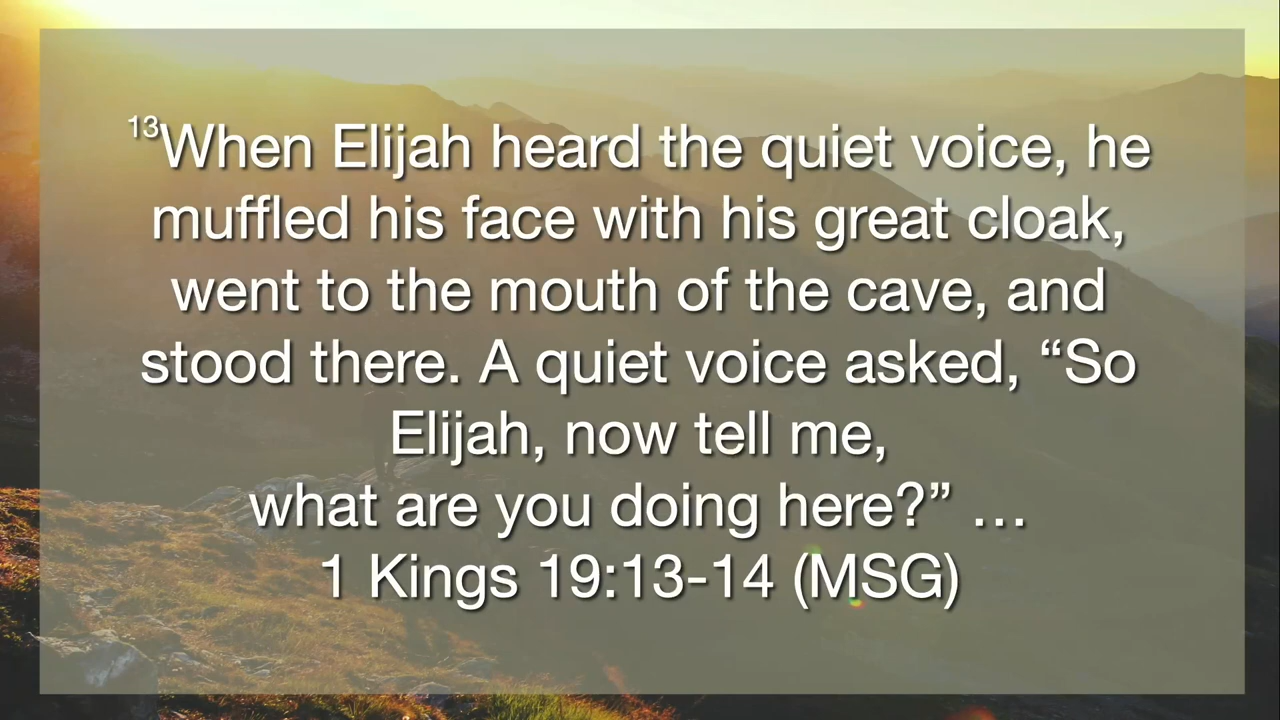 ¹³When Elijah heard the quiet voice, he
muffled his face with his great cloak,
went to the mouth of the cave, and
stood there. A quiet voice asked, “So
Elijah, now tell me,
what are you doing here?” …
1 Kings 19:13-14 (MSG)